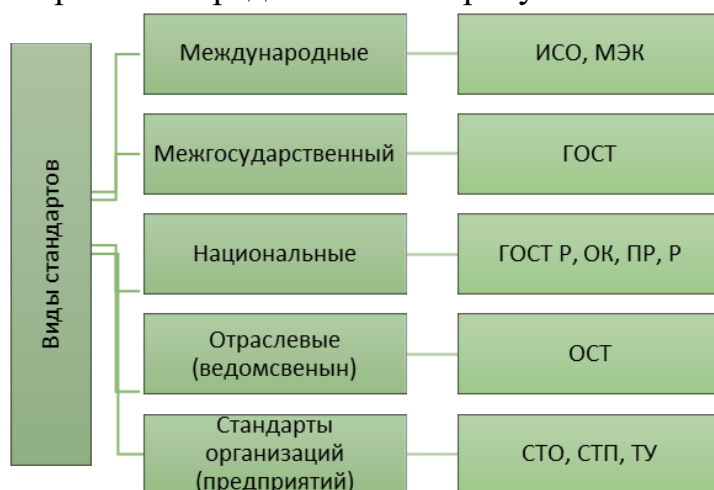 Виды стандартов
Международные
ИСО, МЭК
Межгосударственный
ГОСТ
Национальные
ГОСТ Р, ОК, ПР, Р
Отраслевые
(ведомсвенын)
ОСТ
Стандарты
организаций
(предприятий)
СТО, СТП, ТУ